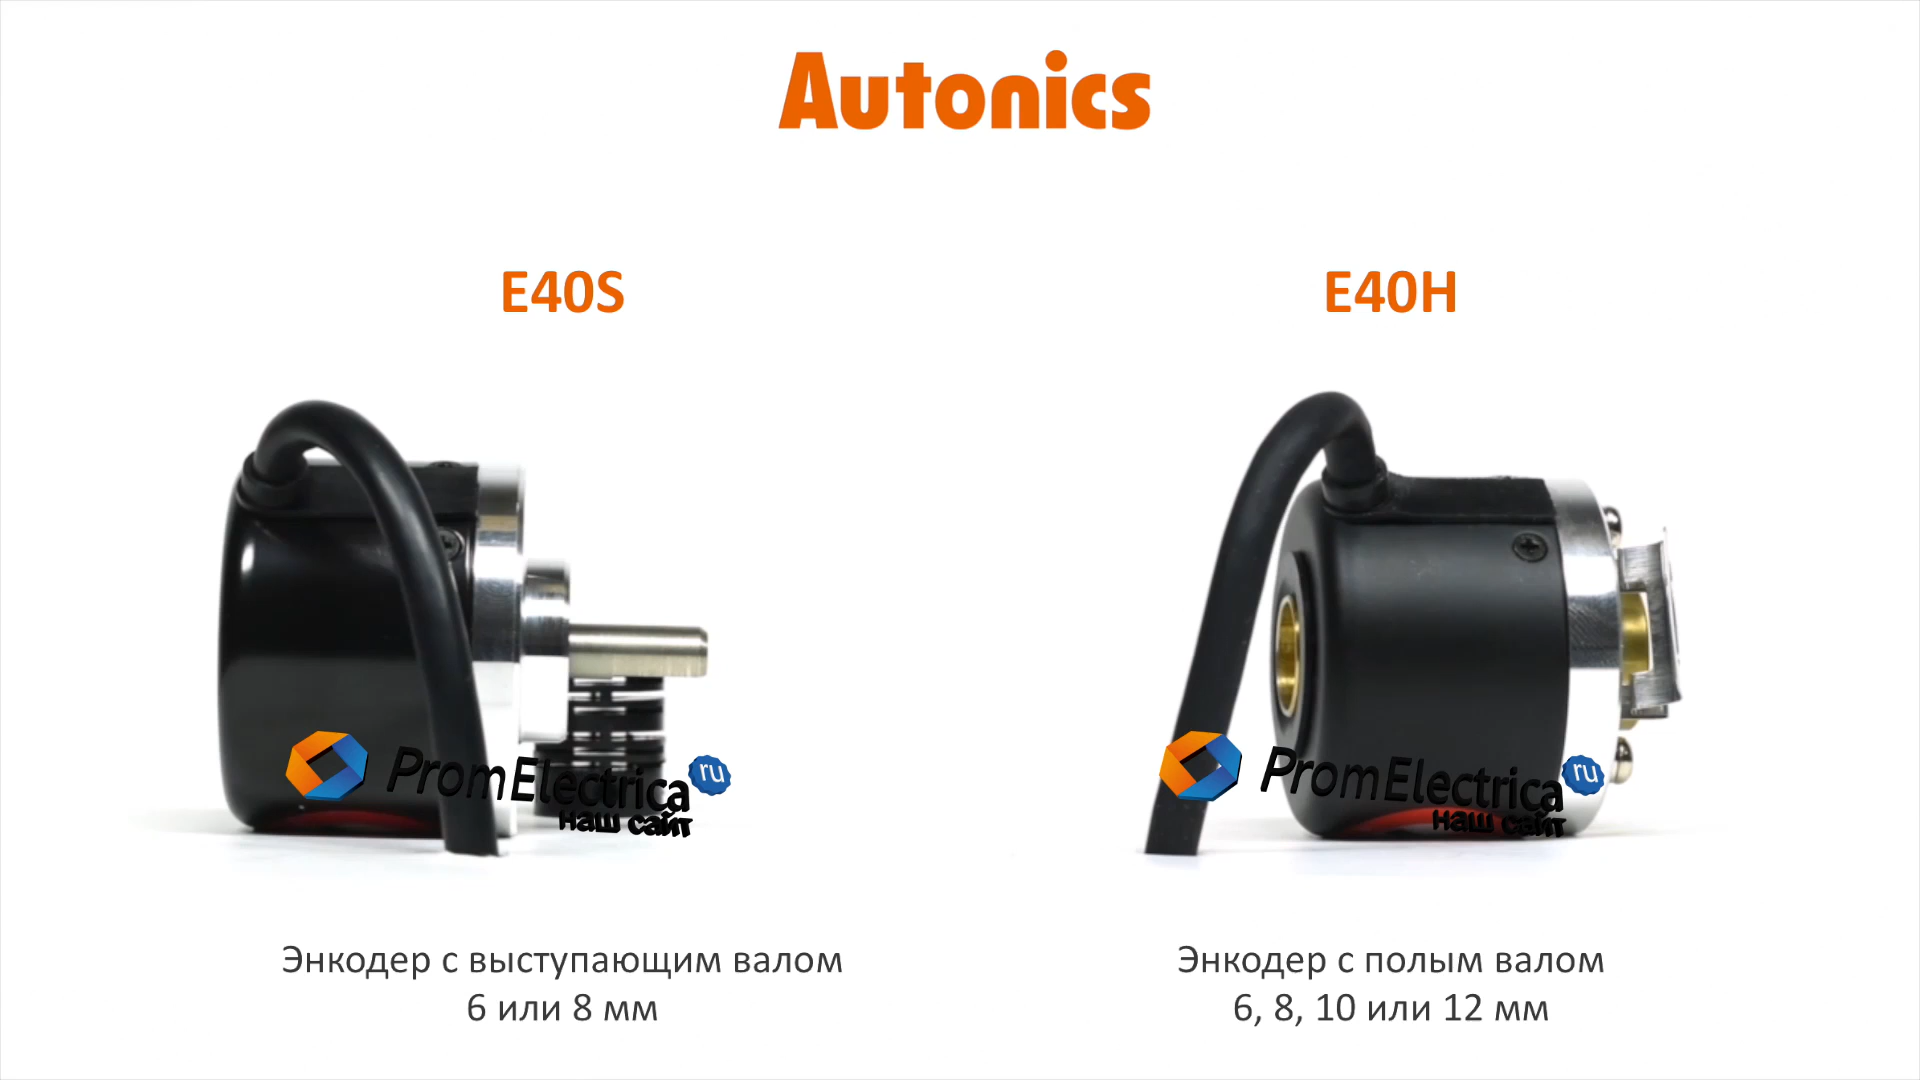 Autonics
E40S
E40H
PromElectrica ru
наш сайт
PromElectrica ru
наш сайт
Энкодер с выступающим валом
6 или 8 мм
Энкодер с полым валом
6, 8, 10 или 12 мм